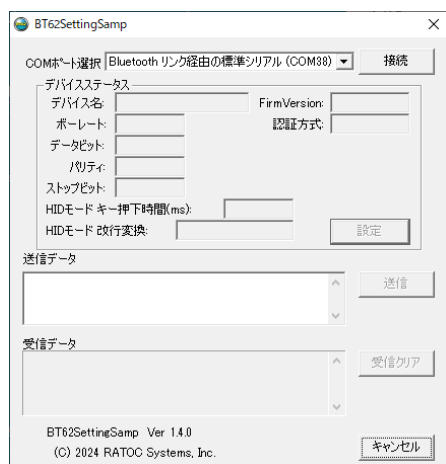 BT62SettingSamp
COMポート選択 Bluetooth リンク経由の標準シリアル (COM38) 接続
デバイスステータス
デバイス名: FirmVersion:
ボーレート: 認証方式:
データビット:
パリティ:
ストップビット:
HIDモード キー押下時間(ms):
HIDモード 改行変換: 設定
送信データ
送信
受信データ
受信クリア
BT62SettingSamp Ver 1.4.0
(C) 2024 RATOC Systems, Inc.
キャンセル